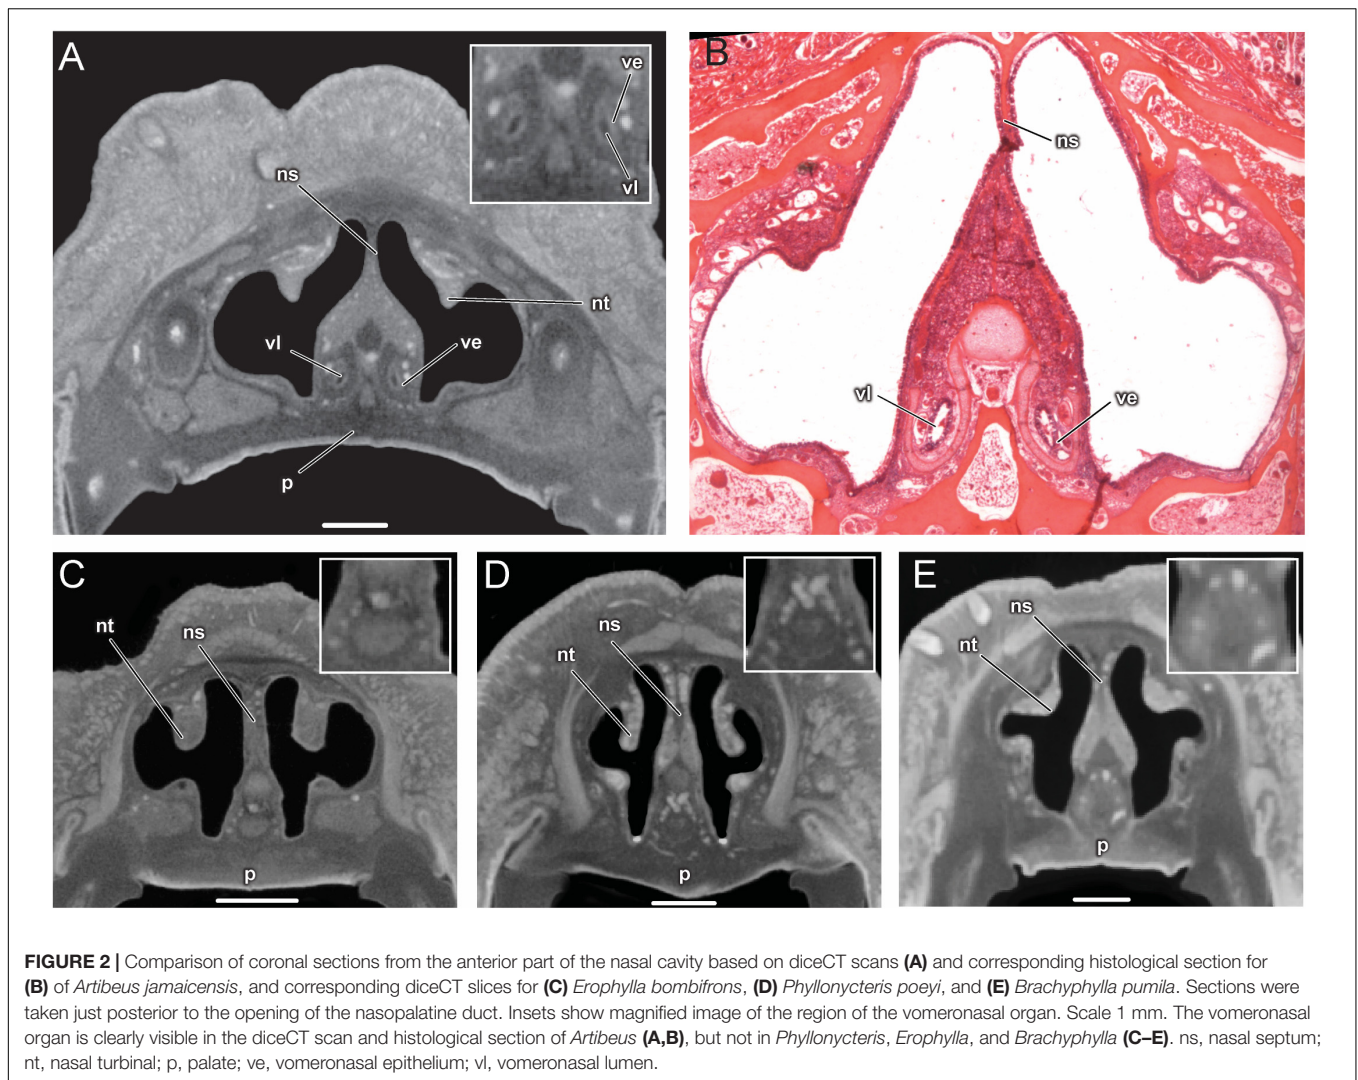 A
ve
vl
ns
nt
vl
ve
p
B
ns
vl
ve
C
nt
ns
p
D
ns
nt
p
E
ns
nt
p
FIGURE 2 | Comparison of coronal sections from the anterior part of the nasal cavity based on diceCT scans (A) and corresponding histological section for
(B) of Artibeus jamaicensis, and corresponding diceCT slices for (C) Erophylla bombifrons, (D) Phyllonycteris poeyi, and (E) Brachyphylla pumila. Sections were
taken just posterior to the opening of the nasopalatine duct. Insets show magnified image of the region of the vomeronasal organ. Scale 1 mm. The vomeronasal
organ is clearly visible in the diceCT scan and histological section of Artibeus (A,B), but not in Phyllonycteris, Erophylla, and Brachyphylla (C–E). ns, nasal septum;
nt, nasal turbinal; p, palate; ve, vomeronasal epithelium; vl, vomeronasal lumen.